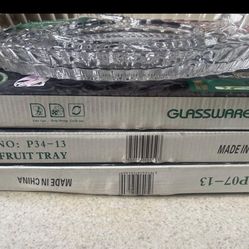 GLASSWARE
NO: P34-13 MADE IN
FRUIT TRAY
MADE IN CHINA P07-13